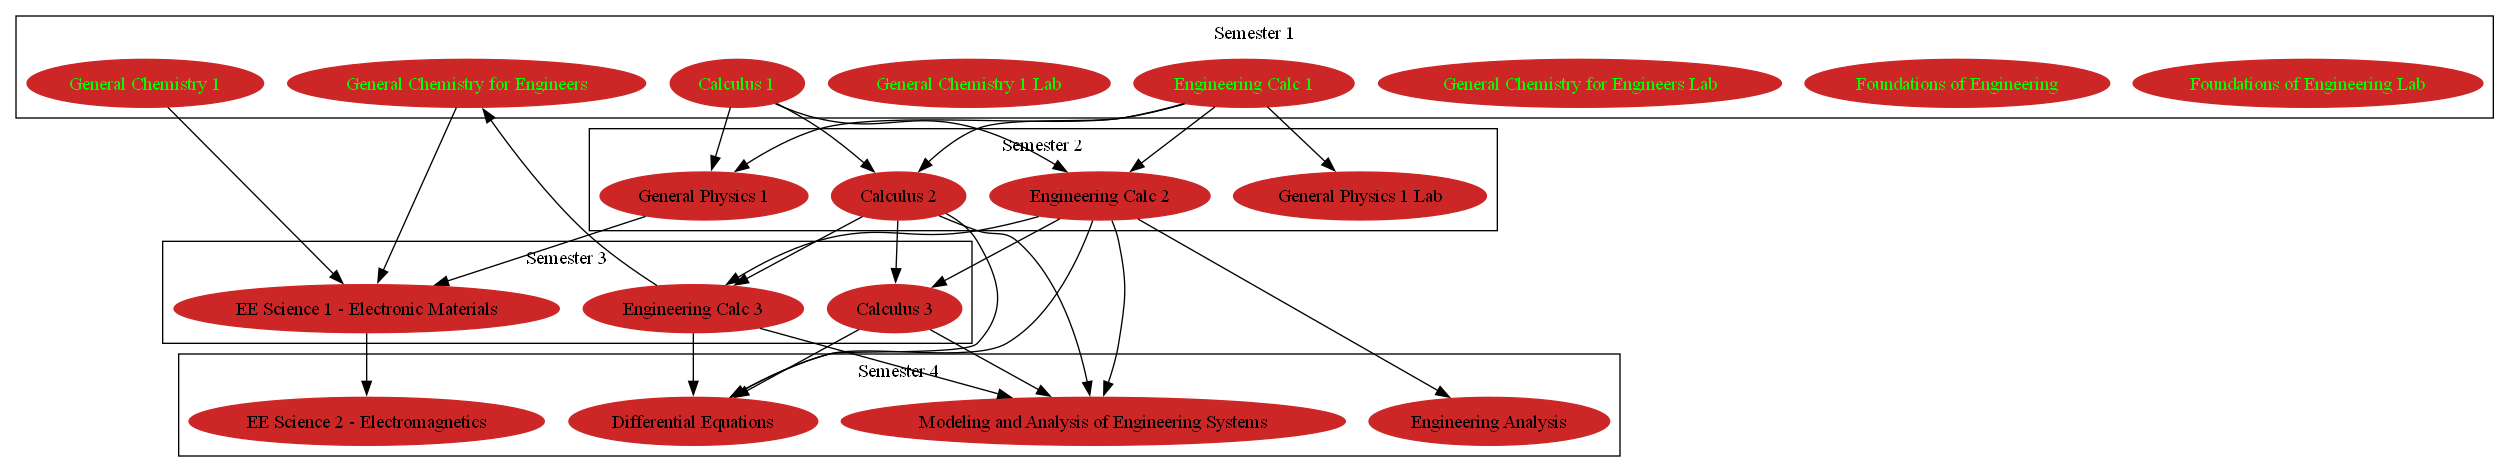 Semester 1
General Chemistry 1
General Chemistry for Engineers
Calculus 1
General Chemistry 1 Lab
Engineering Calc 1
General Chemistry for Engineers Lab
Foundations of Engineering
Foundations of Engineering Lab
Semester 2
General Physics 1
Calculus 2
Engineering Calc 2
General Physics 1 Lab
Semester 3
EE Science 1 - Electronic Materials
Engineering Calc 3
Calculus 3
Semester 4
EE Science 2 - Electromagnetics
Differential Equations
Modeling and Analysis of Engineering Systems
Engineering Analysis